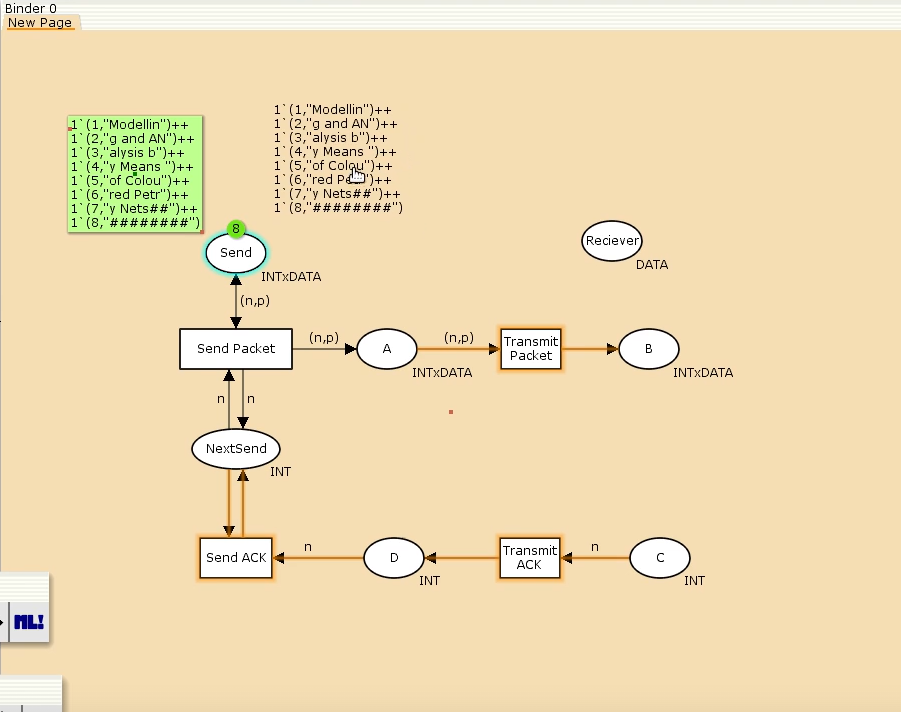 Binder 0
New Page
1`(1,"Modellin")++
1`(2,"g and AN")++
1`(3,"alysis b")++
1`(4,"y Means ")++
1`(5,"of Colou")++
1`(6,"red Petr")++
1`(7,"y Nets##")++
1`(8,"########")
1`(1,"Modellin")++
1`(2,"g and AN")++
1`(3,"alysis b")++
1`(4,"y Means ")++
1`(5,"of Colou")++
1`(6,"red Pe")++
1`(7,"y Nets##")++
1`(8,"########")
8
Send
INTxDATA
Reciever
DATA
(n,p)
Send Packet
(n,p)
A
INTxDATA
(n,p)
Transmit
Packet
B
INTxDATA
n
n
NextSend
INT
Send ACK
n
D
INT
Transmit
ACK
n
C
INT
ML!